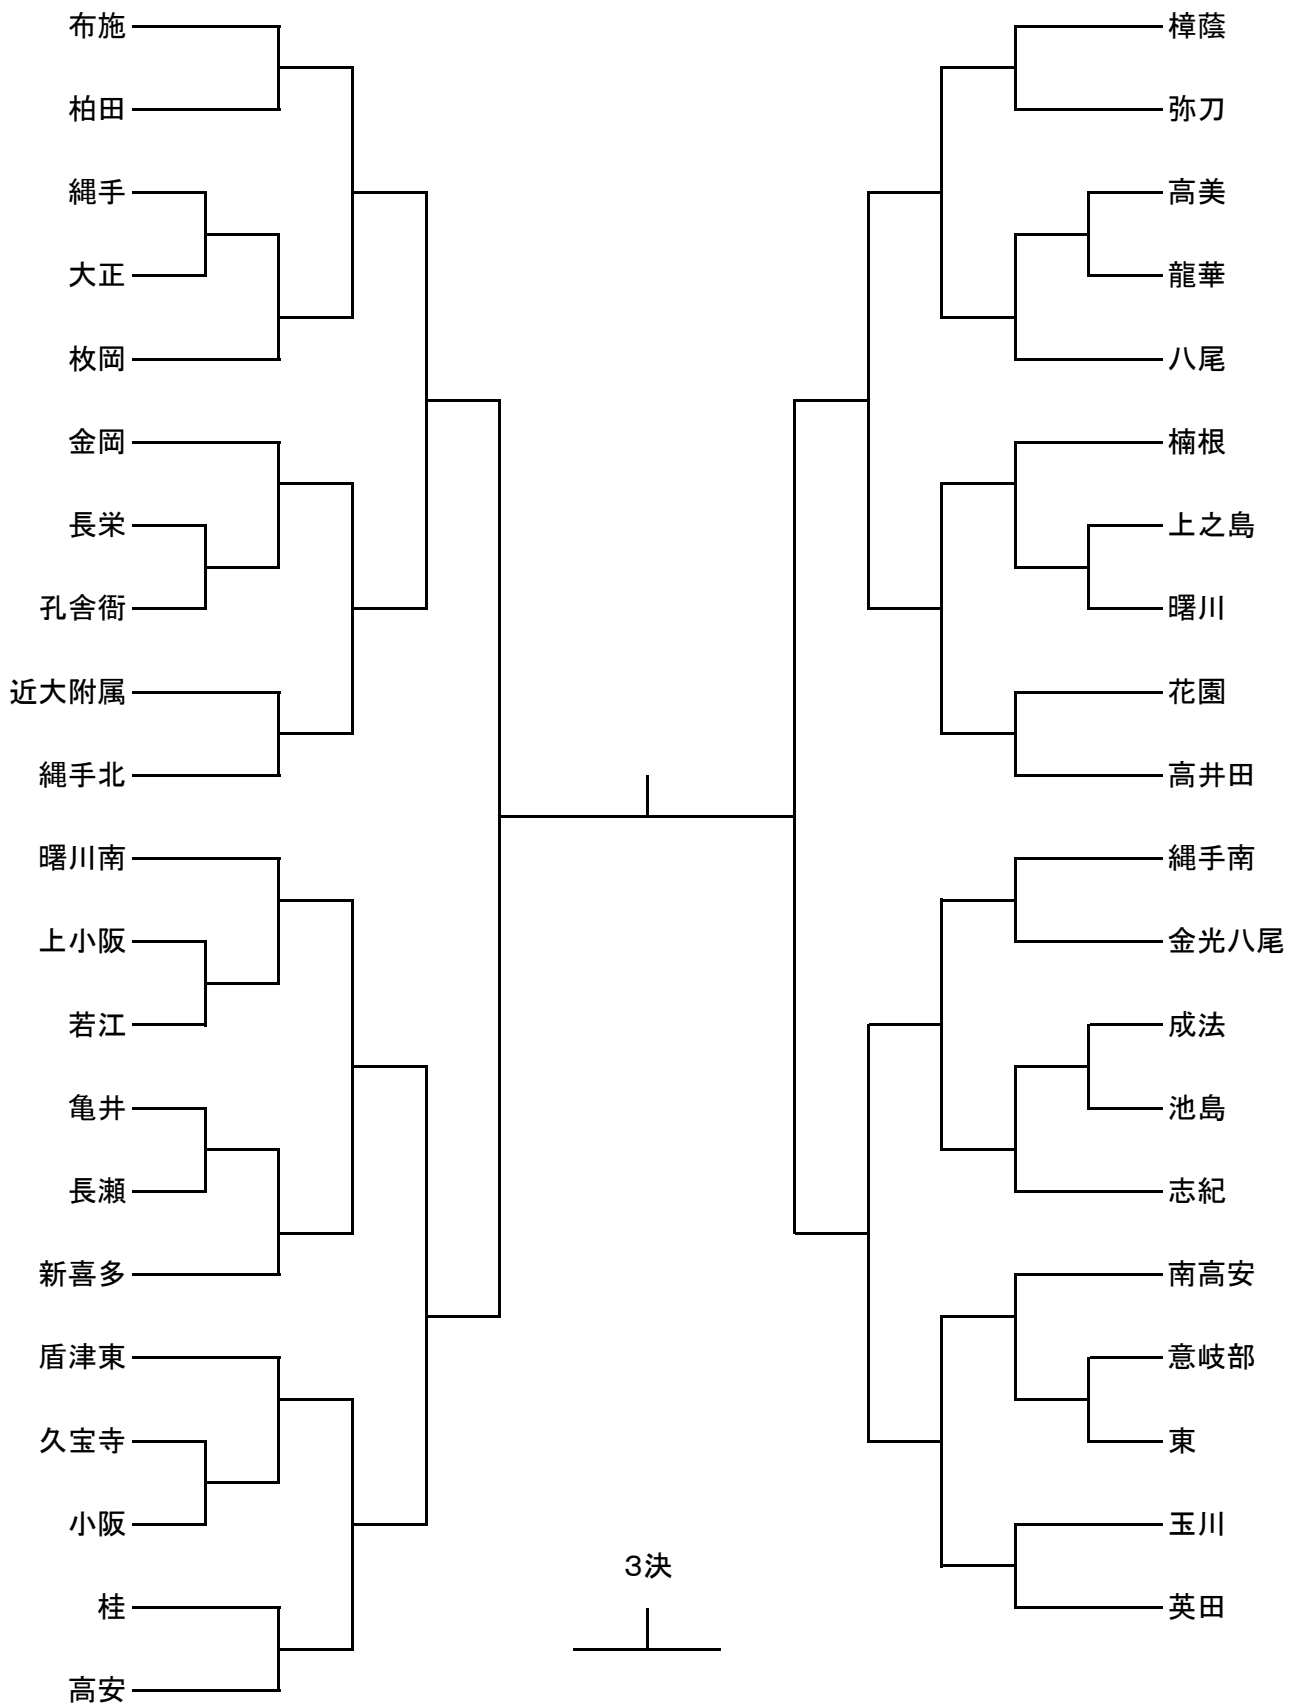 布施
柏田
縄手
大正
枚岡
金岡
長栄
孔舎衙
近大附属
縄手北
曙川南
上小阪
若江
亀井
長瀬
新喜多
盾津東
久宝寺
小阪
桂
高安
樟蔭
弥刀
高美
龍華
八尾
楠根
上之島
曙川
花園
高井田
縄手南
金光八尾
成法
池島
志紀
南高安
意岐部
東
玉川
英田
3決